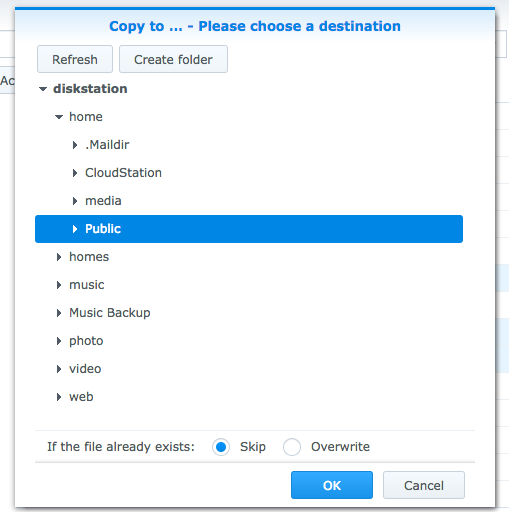 Copy to ... - Please choose a destination
Refresh Create folder
Ac
diskstation
home
.Maildir
CloudStation
media
Public
homes
music
Music Backup
photo
video
web
If the file already exists: Skip Overwrite
OK Cancel